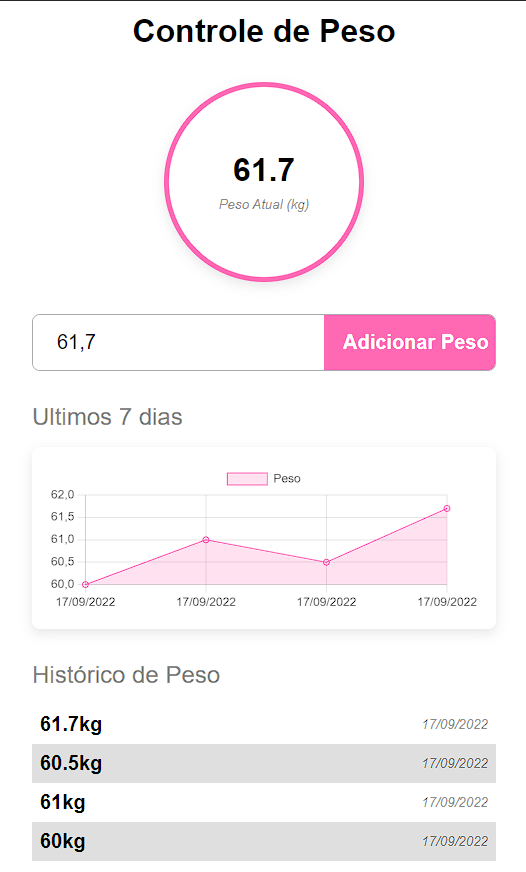 Controle de Peso
61.7
Peso Atual (kg)
61,7
Adicionar Peso
Ultimos 7 dias
Peso
62,0
61,5
61,0
60,5
60,0
17/09/2022 17/09/2022 17/09/2022 17/09/2022
Histórico de Peso
61.7kg 17/09/2022
60.5kg 17/09/2022
61kg 17/09/2022
60kg 17/09/2022